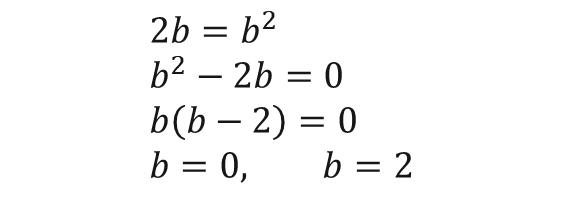 2b = b²
b² − 2b = 0
b(b − 2) = 0
b = 0, b = 2